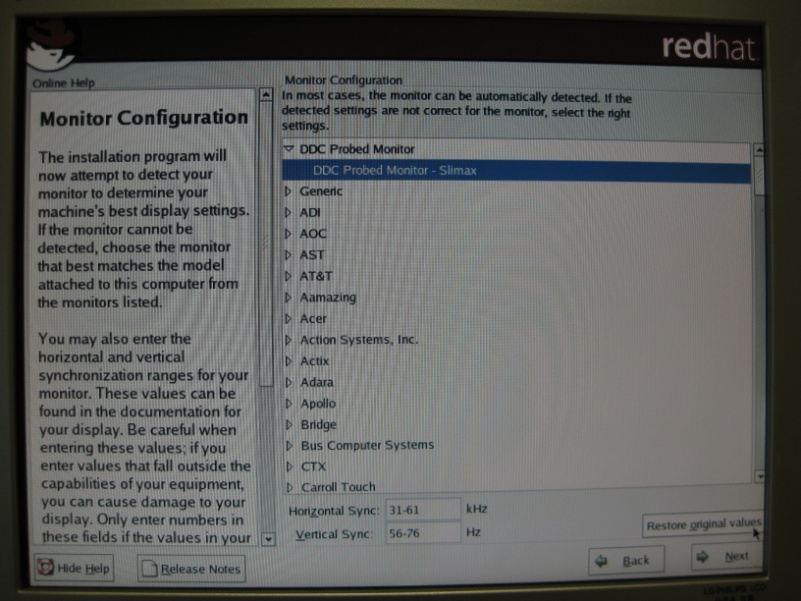 redhat.
Online Help
Monitor Configuration
The installation program will
now attempt to detect your
monitor to determine your
machine's best display settings.
If the monitor cannot be
detected, choose the monitor
that best matches the model
attached to this computer from
the monitors listed.
You may also enter the
horizontal and vertical
synchronization ranges for your
monitor. These values can be
found in the documentation for
your display. Be careful when
entering these values; if you
enter values that fall outside the
capabilities of your equipment,
you can cause damage to your
display. Only enter numbers in
these fields if the values in your
Monitor Configuration
In most cases, the monitor can be automatically detected. If the
detected settings are not correct for the monitor, select the right
settings.
DDC Probed Monitor
DDC Probed Monitor - Slimax
Generic
ADI
AOC
AST
AT&T
Aamazing
Acer
Action Systems, Inc.
Actix
Adara
Apollo
Bridge
Bus Computer Systems
CTX
Carroll Touch
Horizontal Sync: 31-61 kHz
Vertical Sync: 56-76 Hz
Restore original values
Hide Help
Release Notes
Back
Next